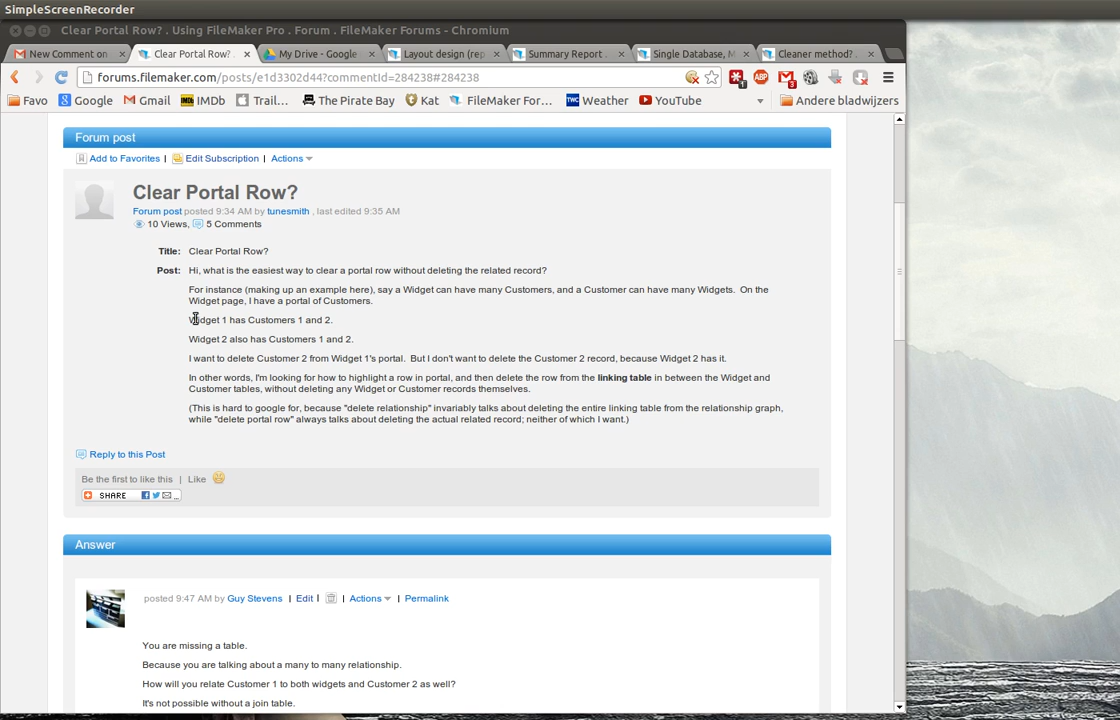 SimpleScreenRecorder
Clear Portal Row? . Using FileMaker Pro . Forum . FileMaker Forums - Chromium
New Comment on Clear Portal Row? . My Drive - Google Layout design (rep Summary Report . Single Database, M Cleaner method? .
forums.filemaker.com/posts/e1d3302d44?commentId=284238#284238 ABP
Favo Google Gmail IMDb Trail… The Pirate Bay Kat FileMaker For… Weather YouTube Andere bladwijzers
Forum post
Add to Favorites | Edit Subscription | Actions
Clear Portal Row?
Forum post posted 9:34 AM by tunesmith , last edited 9:35 AM
10 Views, 5 Comments
Title: Clear Portal Row?
Post: Hi, what is the easiest way to clear a portal row without deleting the related record?
For instance (making up an example here), say a Widget can have many Customers, and a Customer can have many Widgets. On the
Widget page, I have a portal of Customers.
Widget 1 has Customers 1 and 2.
Widget 2 also has Customers 1 and 2.
I want to delete Customer 2 from Widget 1's portal. But I don't want to delete the Customer 2 record, because Widget 2 has it.
In other words, I'm looking for how to highlight a row in portal, and then delete the row from the linking table in between the Widget and
Customer tables, without deleting any Widget or Customer records themselves.
(This is hard to google for, because "delete relationship" invariably talks about deleting the entire linking table from the relationship graph,
while "delete portal row" always talks about deleting the actual related record; neither of which I want.)
Reply to this Post
Be the first to like this | Like
SHARE ...
Answer
posted 9:47 AM by Guy Stevens | Edit | Actions | Permalink
You are missing a table.
Because you are talking about a many to many relationship.
How will you relate Customer 1 to both widgets and Customer 2 as well?
It's not possible without a join table.